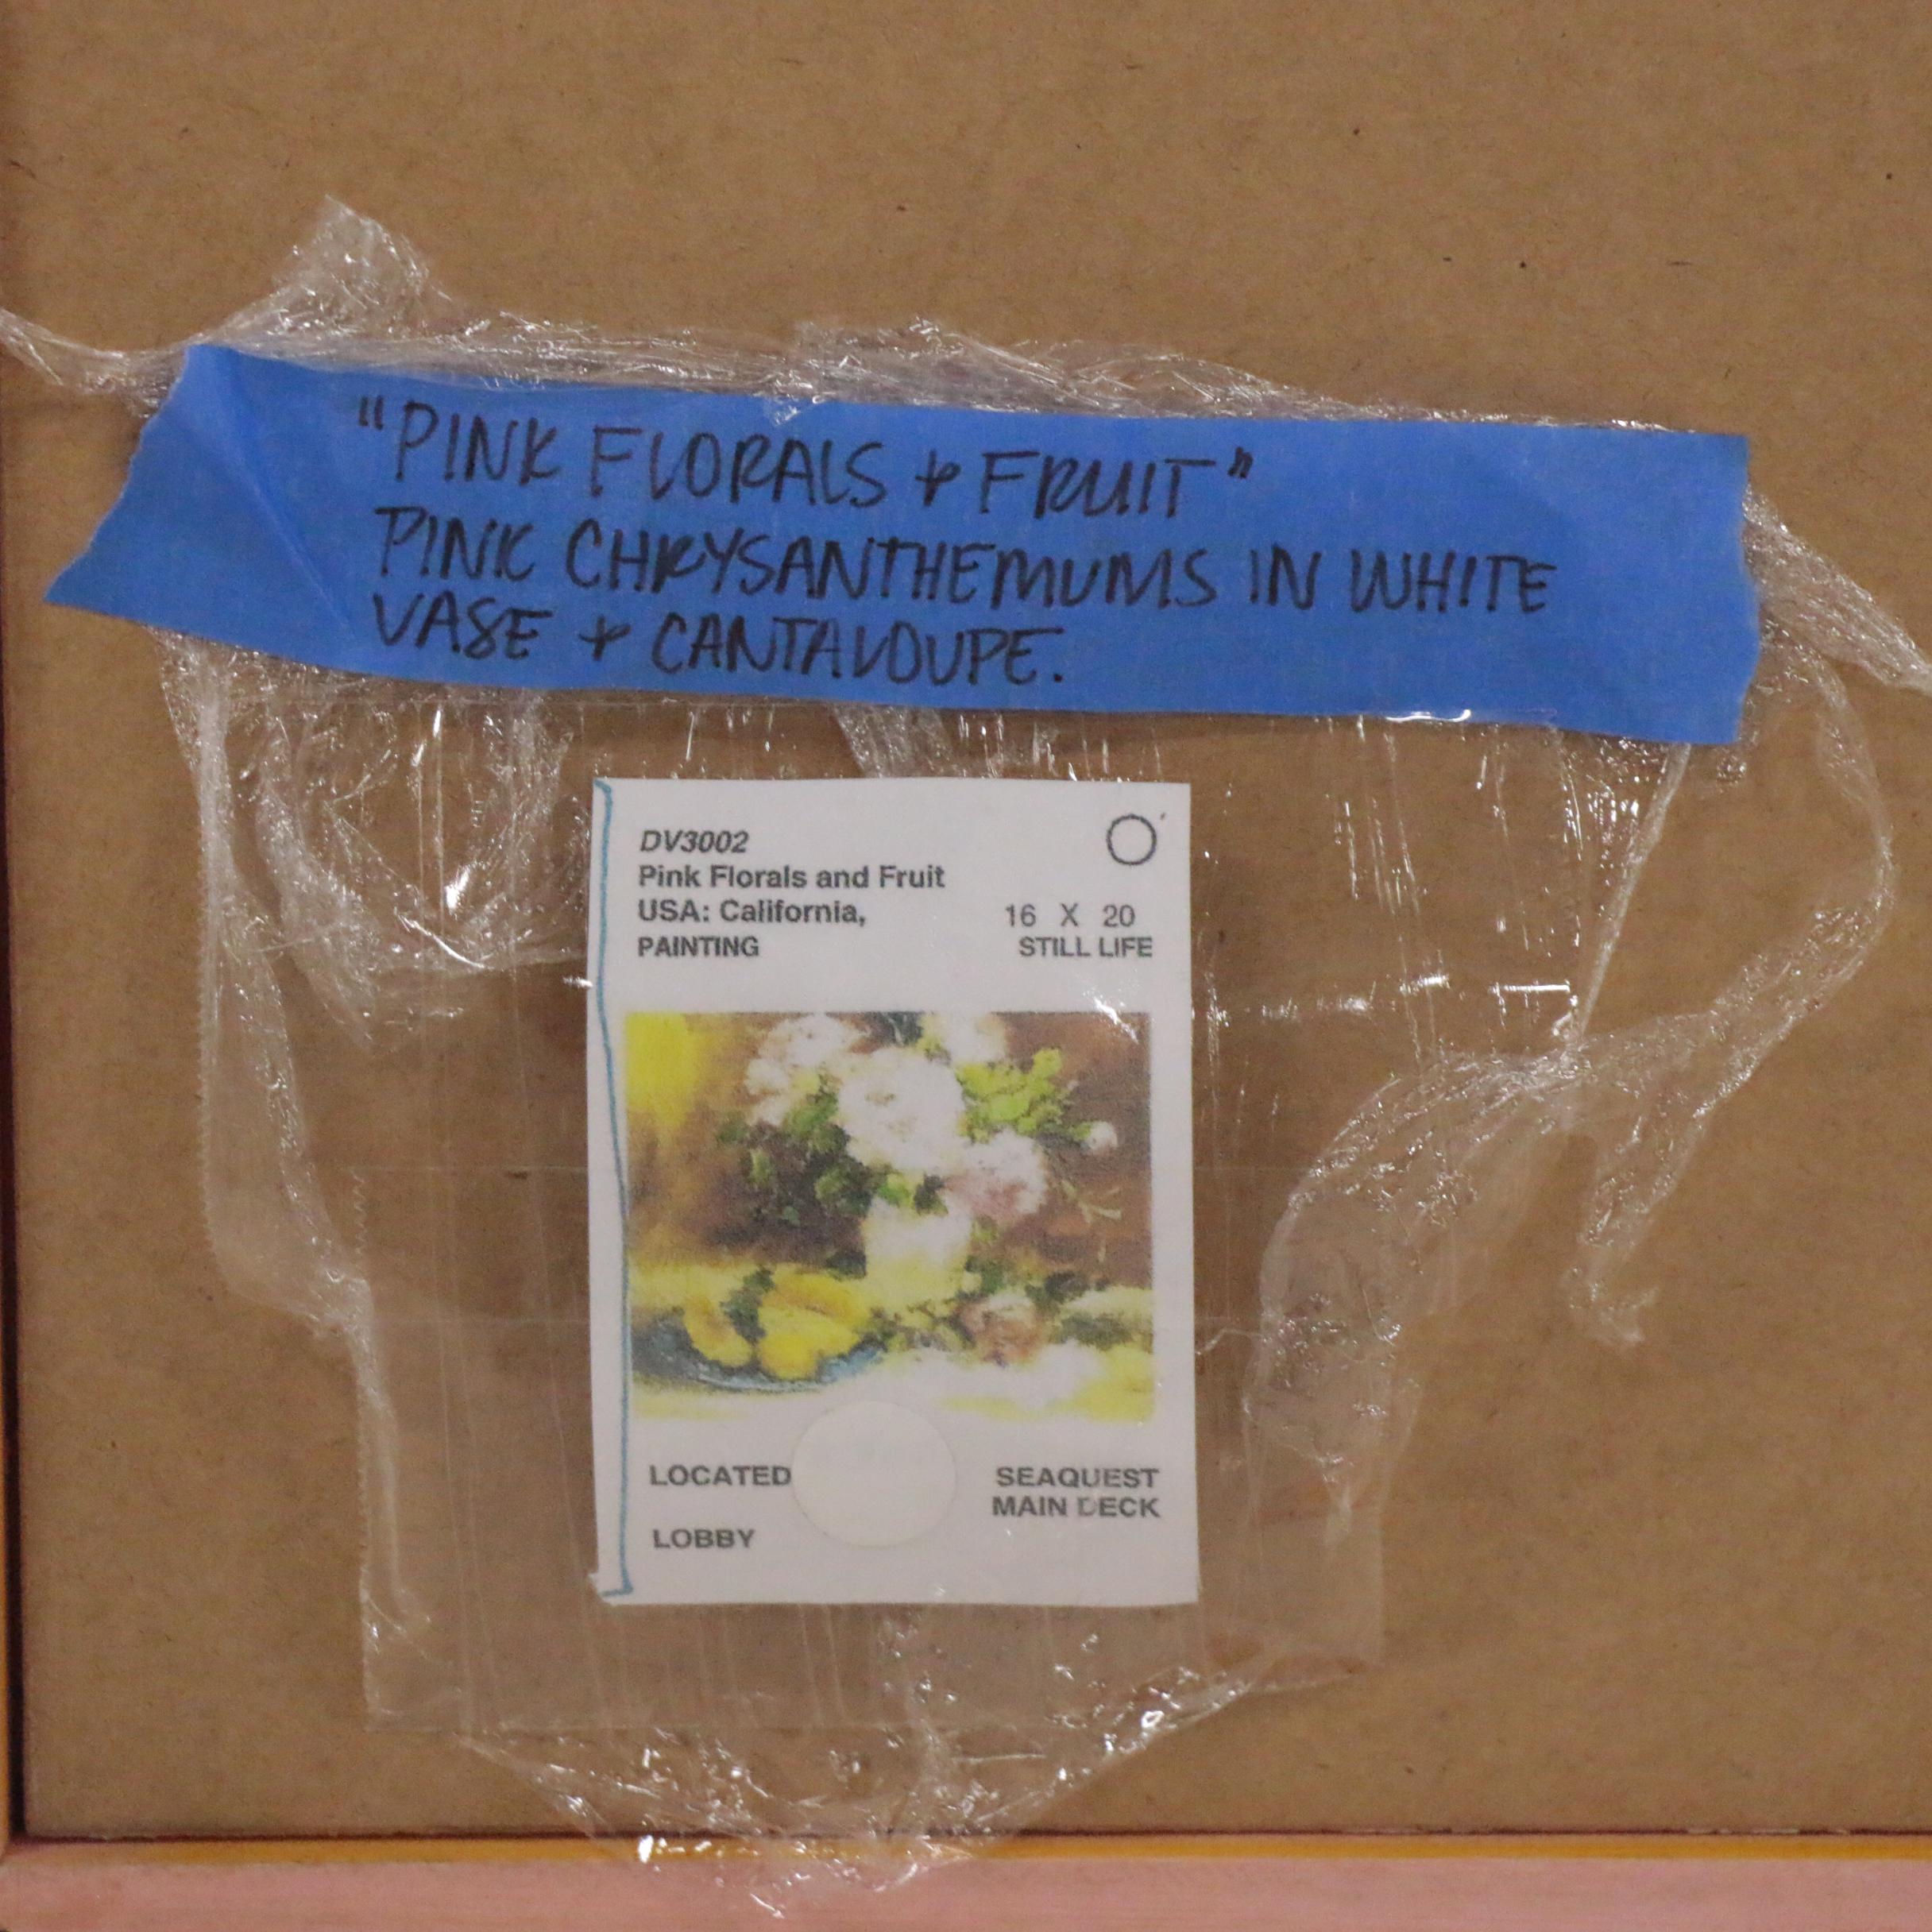 "PINK FLORALS & FRUIT"
PINK CHRYSANTHEMUMS IN WHITE
VASE & CANTALOUPE.
DV3002
Pink Florals and Fruit
USA: California,
16 X 20
PAINTING
STILL LIFE
LOCATED
SEAQUEST
MAIN DECK
LOBBY